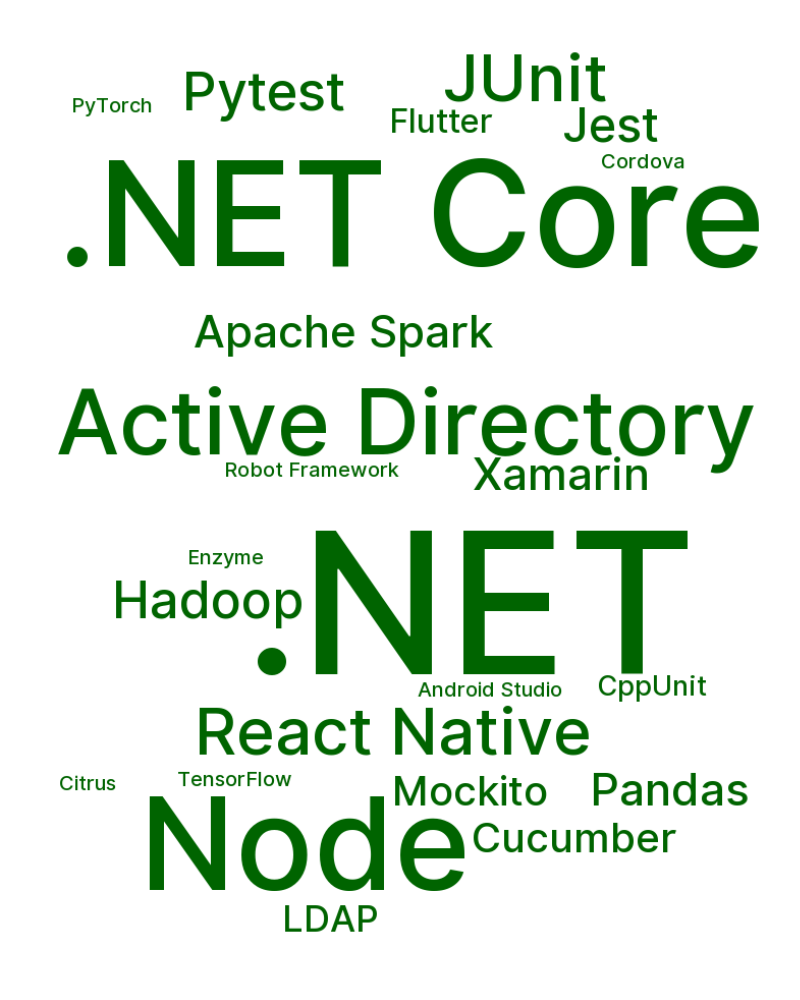 JUnit
Pytest
PyTorch
Flutter
Jest
Cordova
.NET Core
Apache Spark
Active Directory
Robot Framework
Xamarin
Enzyme
Hadoop
.NET
Android Studio
CppUnit
React Native
Citrus
TensorFlow
Mockito
Pandas
Node
Cucumber
LDAP